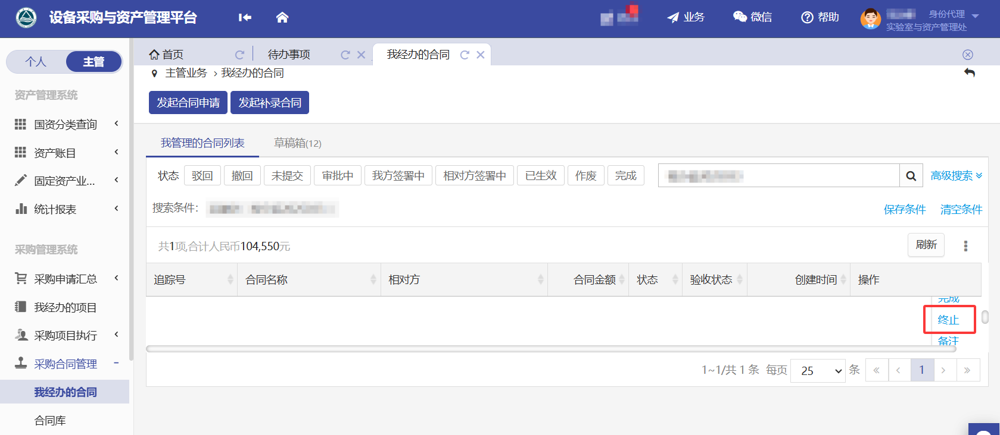 设备采购与资产管理平台
业务
微信
帮助
身份代理
实验室与资产管理处
个人
主管
首页
待办事项
我经办的合同
主管业务 › 我经办的合同
发起合同申请
发起补录合同
资产管理系统
国资分类查询
资产账目
固定资产业...
统计报表
采购管理系统
采购申请汇总
我经办的项目
采购项目执行
采购合同管理
我经办的合同
合同库
我管理的合同列表
草稿箱(12)
状态 驳回 撤回 未提交 审批中 我方签署中 相对方签署中 已生效 作废 完成
高级搜索
搜索条件：
保存条件 清空条件
共1项,合计人民币104,550元
刷新
追踪号 合同名称 相对方 合同金额 状态 验收状态 创建时间 操作
完成
终止
备注
1~1/共 1 条 每页 25 条 « ‹ 1 › »